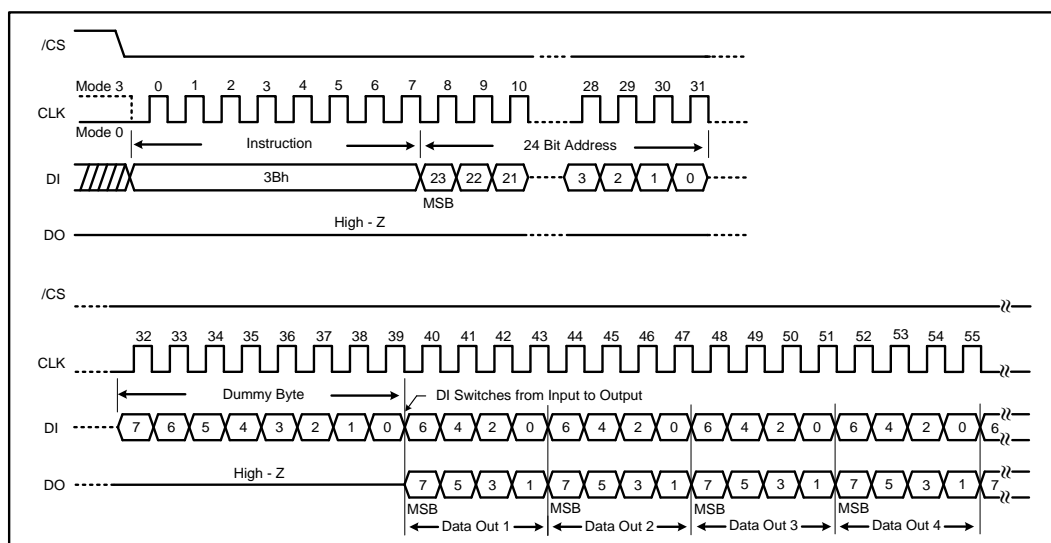 /CS
Mode 3 0 1 2 3 4 5 6 7 8 9 10 28 29 30 31
CLK
Mode 0
Instruction 24 Bit Address
DI 3Bh 23 22 21 3 2 1 0
MSB
High - Z
DO
/CS
32 33 34 35 36 37 38 39 40 41 42 43 44 45 46 47 48 49 50 51 52 53 54 55
CLK
Dummy Byte DI Switches from Input to Output
DI 7 6 5 4 3 2 1 0 6 4 2 0 6 4 2 0 6 4 2 0 6 4 2 0 6
High - Z
DO 7 5 3 1 7 5 3 1 7 5 3 1 7 5 3 1 7
MSB MSB MSB MSB
Data Out 1 Data Out 2 Data Out 3 Data Out 4